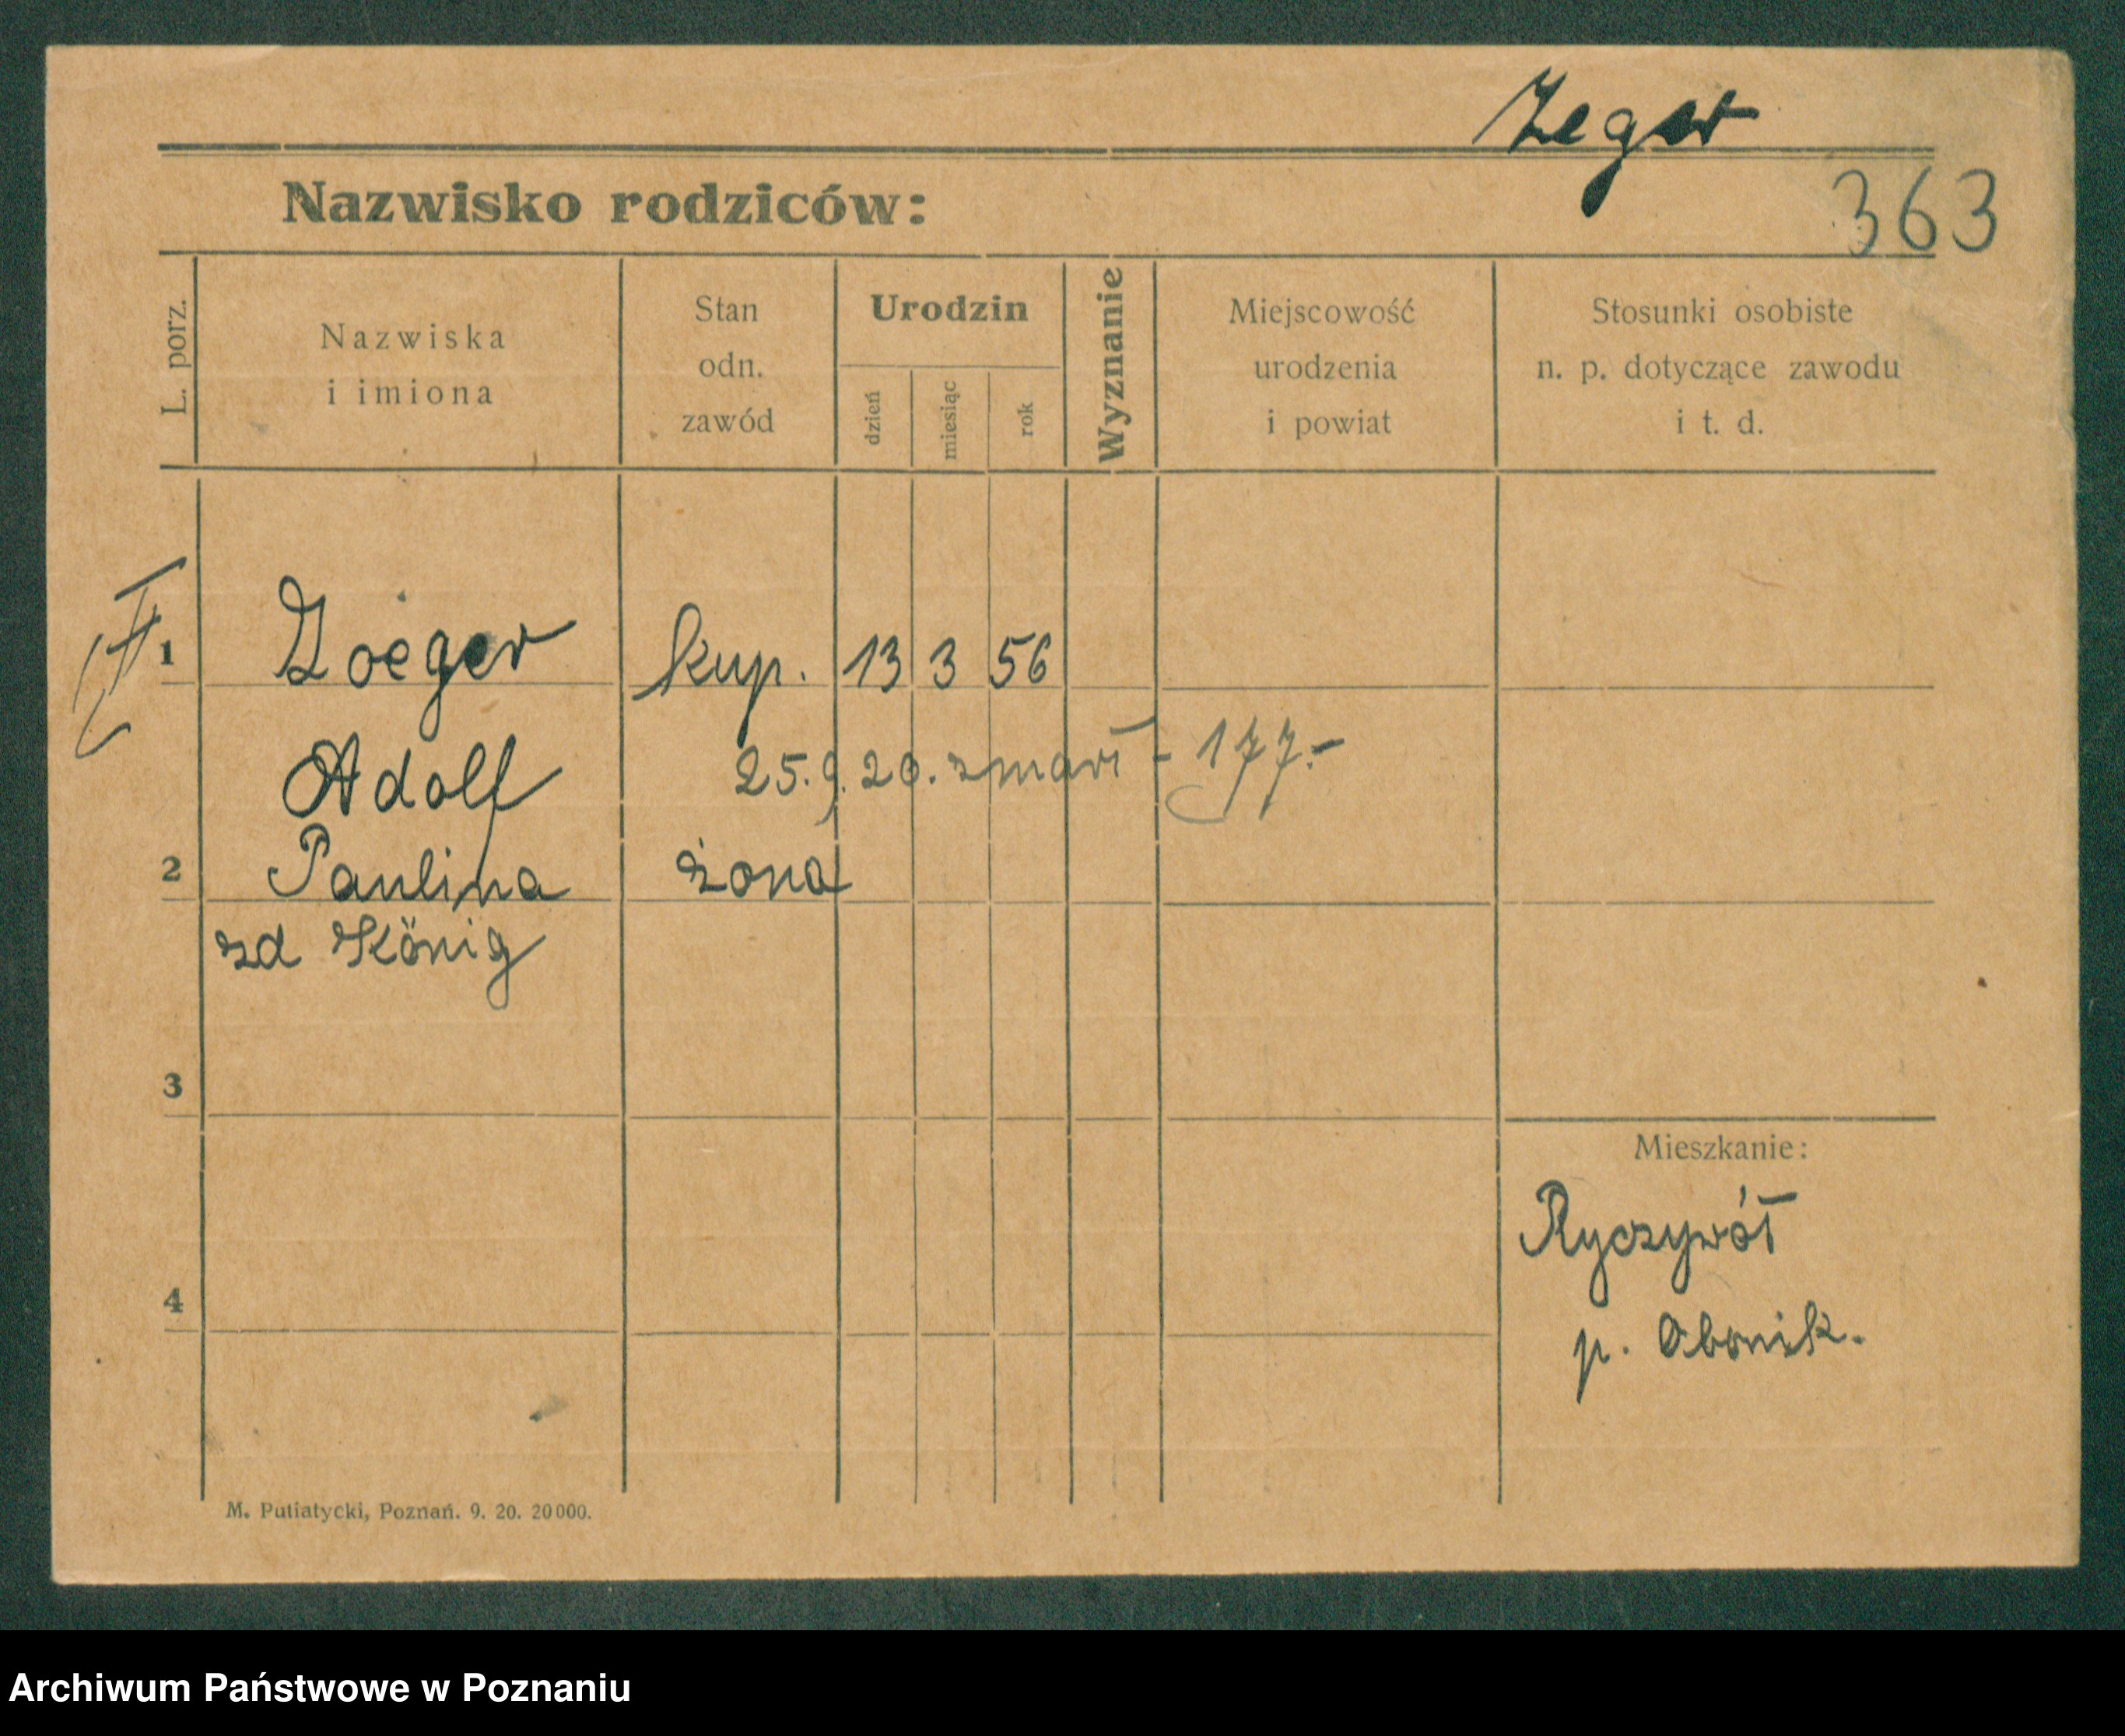 Zeger
363
Nazwisko rodziców:
L. porz.
Nazwiska
i imiona
Stan
odn.
zawód
Urodzin
dzień
miesiąc
rok
Wyznanie
Miejscowość
urodzenia
i powiat
Stosunki osobiste
n. p. dotyczące zawodu
i t. d.
1 Zoeger kup. 13 3 56
Adolf 25.9.20. zmarł - 177.-
2 Paulina żona
zd König
3
Mieszkanie:
Ryczywół
4
p. Obornik.
M. Putiatycki, Poznań. 9. 20. 20000.
Archiwum Państwowe w Poznaniu